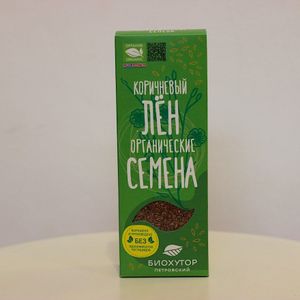 КОРИЧНЕВЫЙ
ЛЁН
ОРГАНИЧЕСКИЕ
СЕМЕНА
БЕЗ
БИОХУТОР
ПЕТРОВСКИЙ